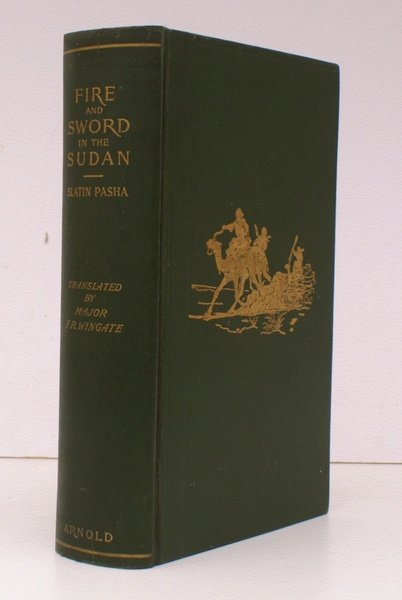 FIRE
AND
SWORD
IN THE
SUDAN
SLATIN PASHA
TRANSLATED
BY
MAJOR
F.R.WINGATE
ARNOLD